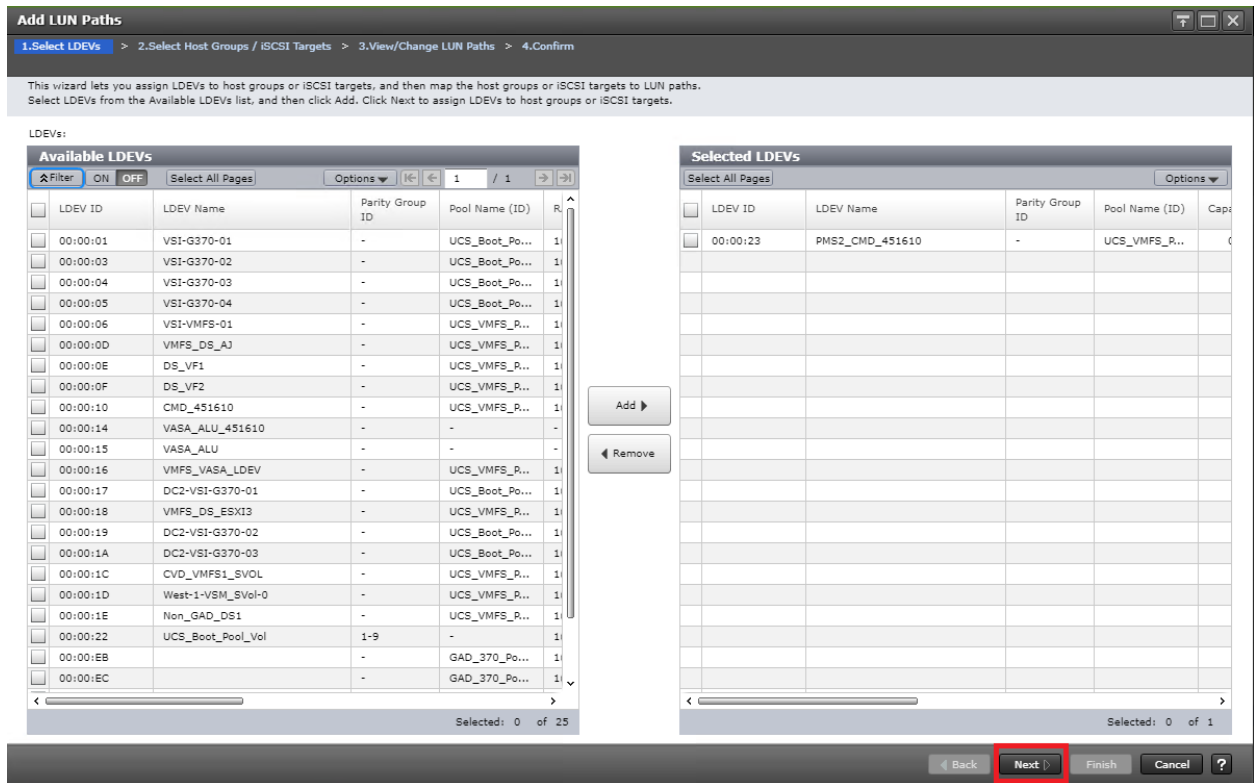 Add LUN Paths
1.Select LDEVs > 2.Select Host Groups / iSCSI Targets > 3.View/Change LUN Paths > 4.Confirm
This wizard lets you assign LDEVs to host groups or iSCSI targets, and then map the host groups or iSCSI targets to LUN paths.
Select LDEVs from the Available LDEVs list, and then click Add. Click Next to assign LDEVs to host groups or iSCSI targets.
LDEVs:
Available LDEVs
Filter ON OFF Select All Pages Options 1 / 1
LDEV ID LDEV Name Parity Group ID Pool Name (ID)
00:00:01 VSI-G370-01 - UCS_Boot_Po...
00:00:03 VSI-G370-02 - UCS_Boot_Po...
00:00:04 VSI-G370-03 - UCS_Boot_Po...
00:00:05 VSI-G370-04 - UCS_Boot_Po...
00:00:06 VSI-VMFS-01 - UCS_VMFS_P...
00:00:0D VMFS_DS_AJ - UCS_VMFS_P...
00:00:0E DS_VF1 - UCS_VMFS_P...
00:00:0F DS_VF2 - UCS_VMFS_P...
00:00:10 CMD_451610 - UCS_VMFS_P...
00:00:14 VASA_ALU_451610 - - -
00:00:15 VASA_ALU - - -
00:00:16 VMFS_VASA_LDEV - UCS_VMFS_P...
00:00:17 DC2-VSI-G370-01 - UCS_Boot_Po...
00:00:18 VMFS_DS_ESXI3 - UCS_VMFS_P...
00:00:19 DC2-VSI-G370-02 - UCS_Boot_Po...
00:00:1A DC2-VSI-G370-03 - UCS_Boot_Po...
00:00:1C CVD_VMFS1_SVOL - UCS_VMFS_P...
00:00:1D West-1-VSM_SVol-0 - UCS_VMFS_P...
00:00:1E Non_GAD_DS1 - UCS_VMFS_P...
00:00:22 UCS_Boot_Pool_Vol 1-9 -
00:00:EB - GAD_370_Po...
00:00:EC - GAD_370_Po...
Selected: 0 of 25
Add
Remove
Selected LDEVs
Select All Pages Options
LDEV ID LDEV Name Parity Group ID Pool Name (ID) Capa
00:00:23 PMS2_CMD_451610 - UCS_VMFS_P...
Selected: 0 of 1
Back Next Finish Cancel ?